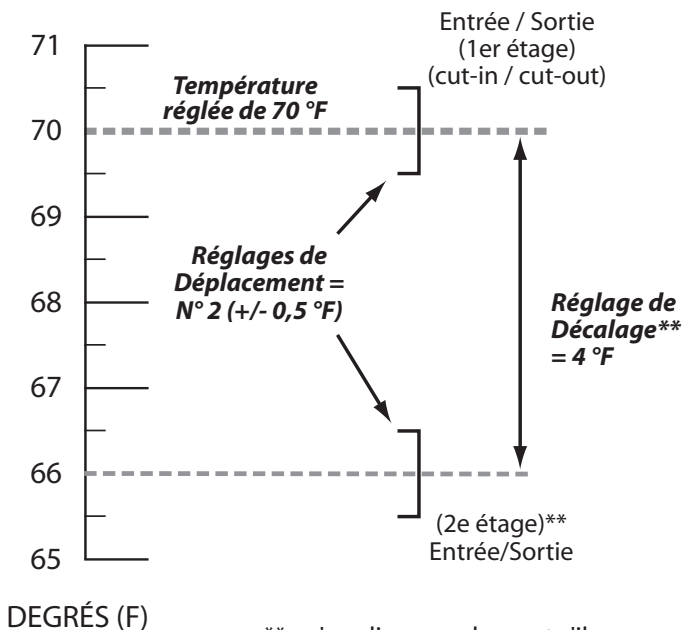 Entrée / Sortie
(1er étage)
(cut-in / cut-out)
71
Température
réglée de 70 °F
70
69
Réglages de
Déplacement =
N° 2 (+/- 0,5 °F)
68
Réglage de
Décalage**
= 4 °F
67
66
(2e étage)**
Entrée/Sortie
65
DEGRÉS (F)